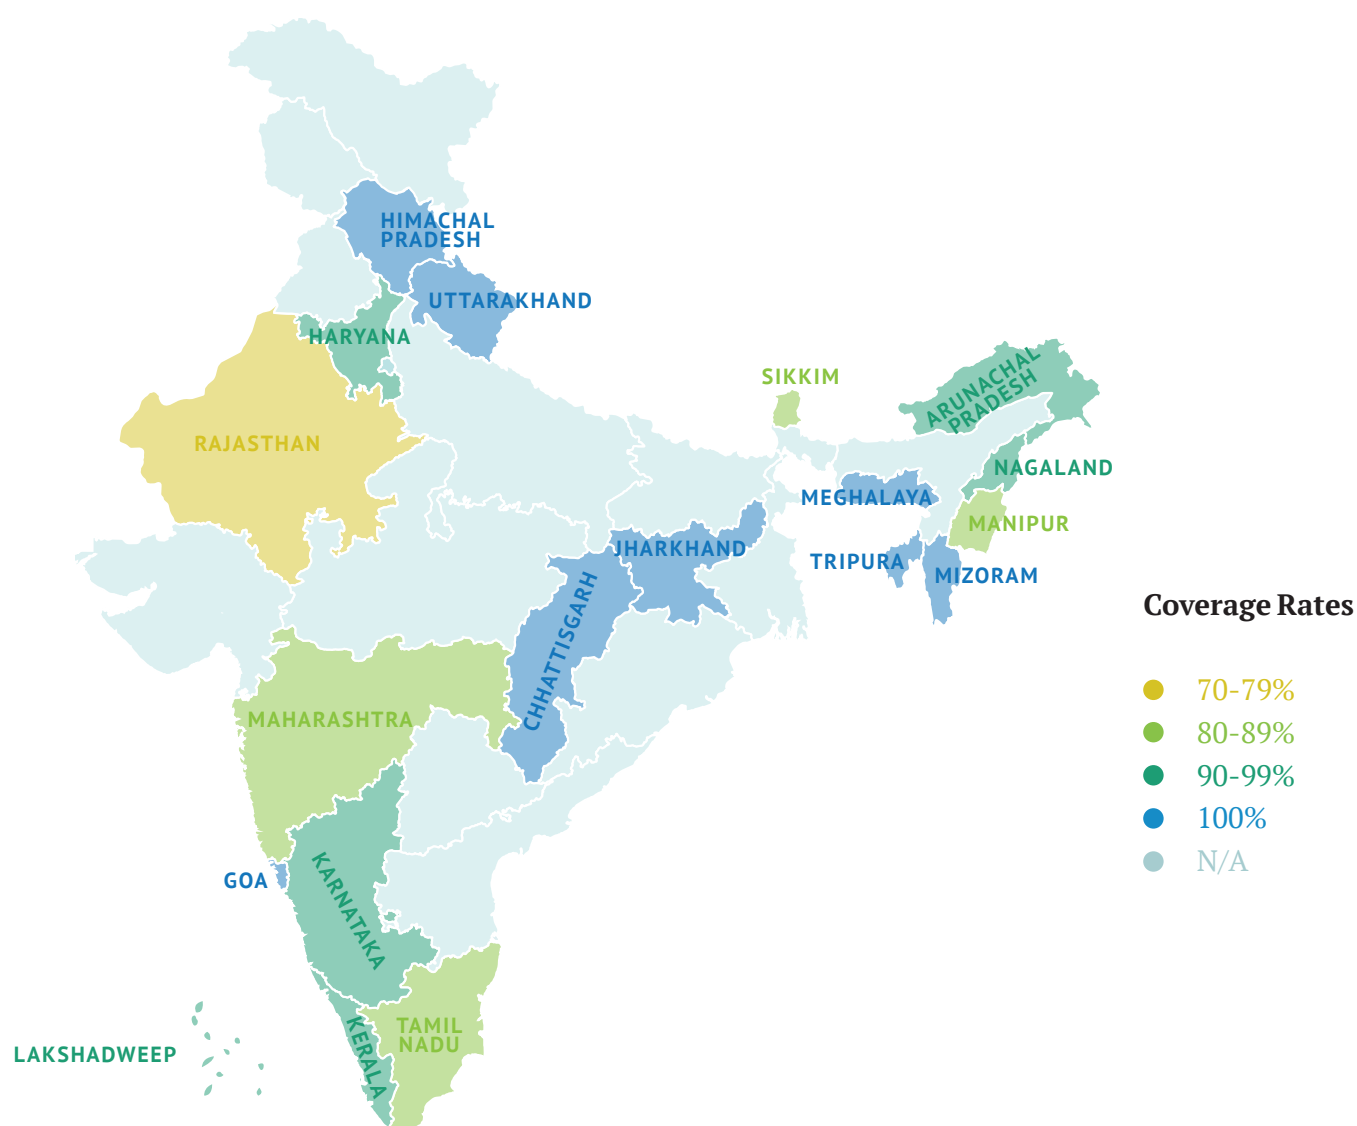 HIMACHAL
PRADESH
UTTARAKHAND
HARYANA
ARUNACHAL
PRADESH
SIKKIM
RAJASTHAN
NAGALAND
MEGHALAYA
MANIPUR
JHARKHAND
TRIPURA
MIZORAM
CHHATTISGARH
MAHARASHTRA
GOA
KARNATAKA
TAMIL
NADU
KERALA
LAKSHADWEEP
Coverage Rates
70-79%
80-89%
90-99%
100%
N/A